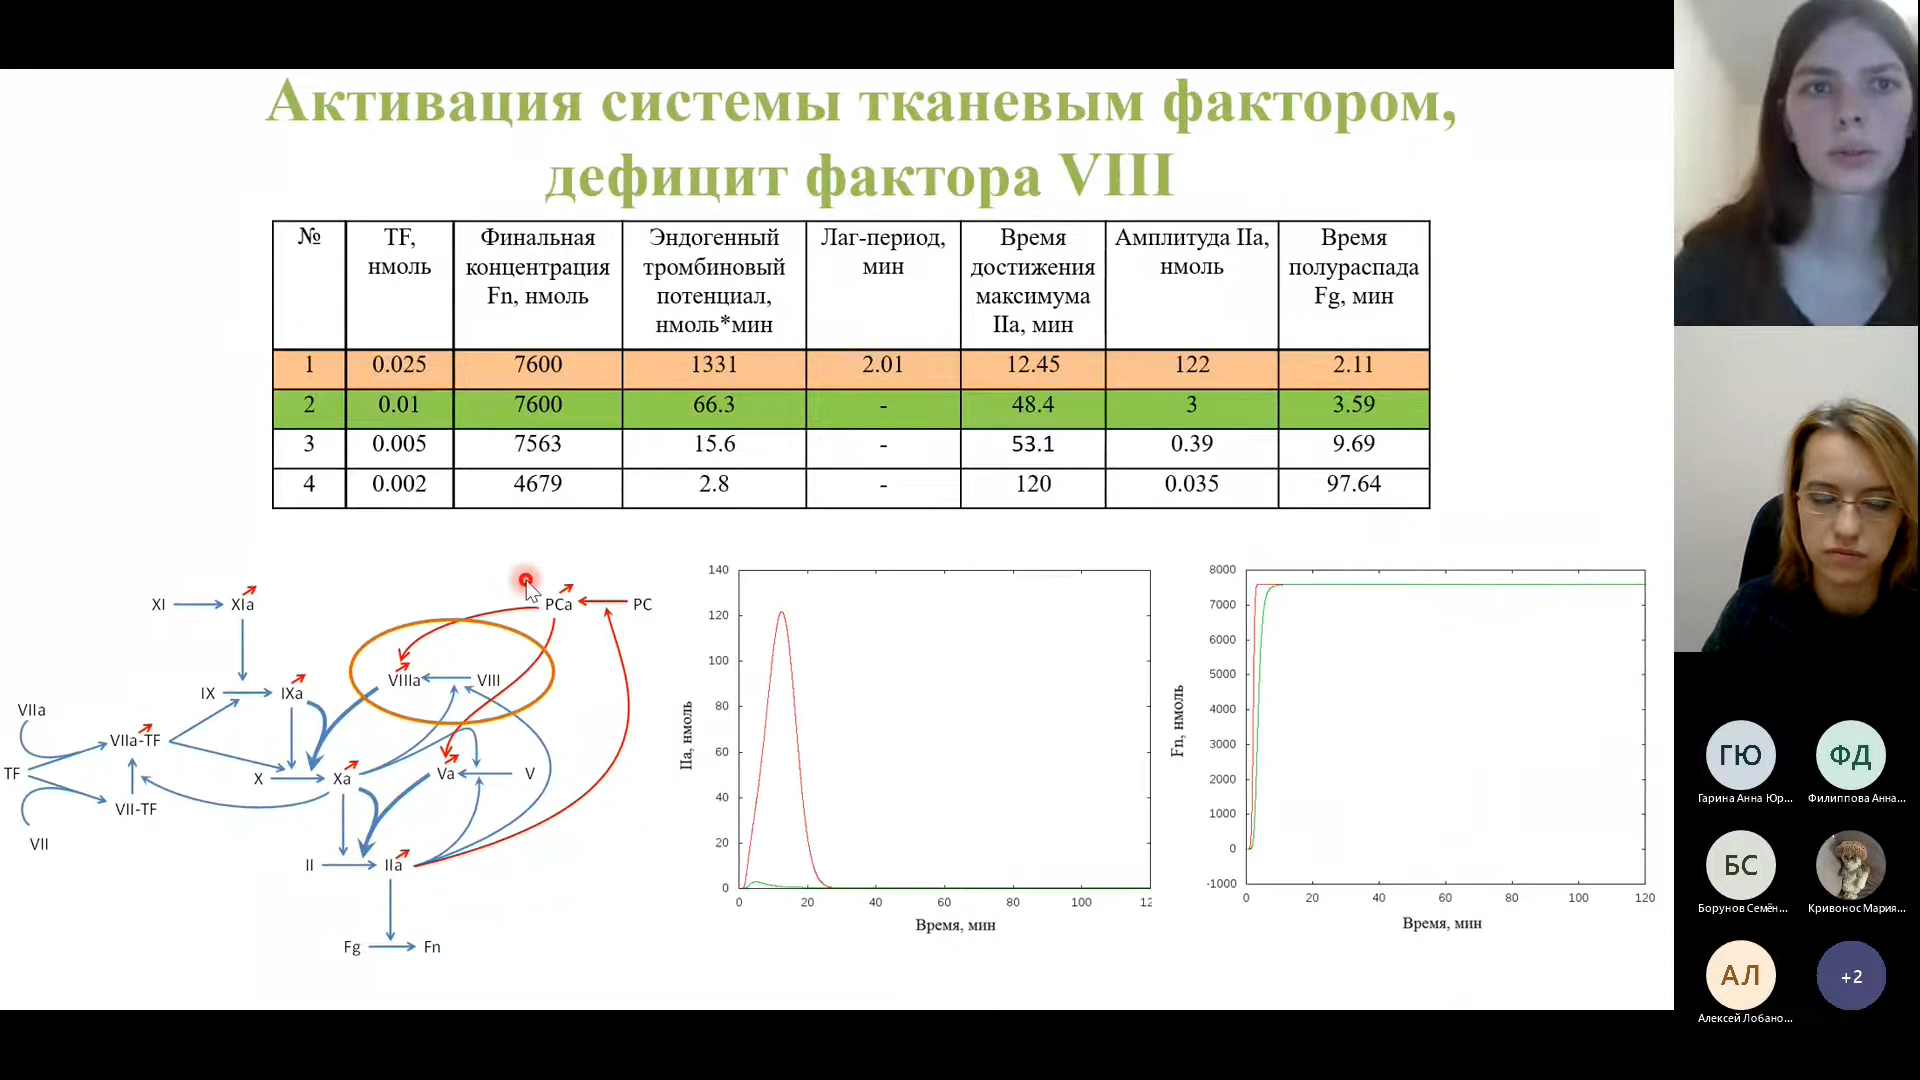 Активация системы тканевым фактором,
дефицит фактора VIII
№
TF,
нмоль
Финальная
концентрация
Fn, нмоль
Эндогенный
тромбиновый
потенциал,
нмоль*мин
Лаг-период,
мин
Время
достижения
максимума
IIa, мин
Амплитуда IIa,
нмоль
Время
полураспада
Fg, мин
1 0.025 7600 1331 2.01 12.45 122 2.11
2 0.01 7600 66.3 - 48.4 3 3.59
3 0.005 7563 15.6 - 53.1 0.39 9.69
4 0.002 4679 2.8 - 120 0.035 97.64
XI XIa
PCa PC
VIIIa VIII
IX IXa
VIIa
VIIa-TF
TF
X Xa
Va V
VII-TF
VII
II IIa
Fg Fn
140
120
100
80
60
40
20
0
IIa, нмоль
0 20 40 60 80 100 12
Время, мин
8000
7000
6000
5000
4000
3000
2000
1000
0
-1000
Fn, нмоль
0 20 40 60 80 100 120
Время, мин
ГЮ
Гарина Анна Юр...
ФД
Филиппова Анна...
БС
Борунов Семён...
Кривонос Мария...
АЛ
Алексей Лобано...
+2